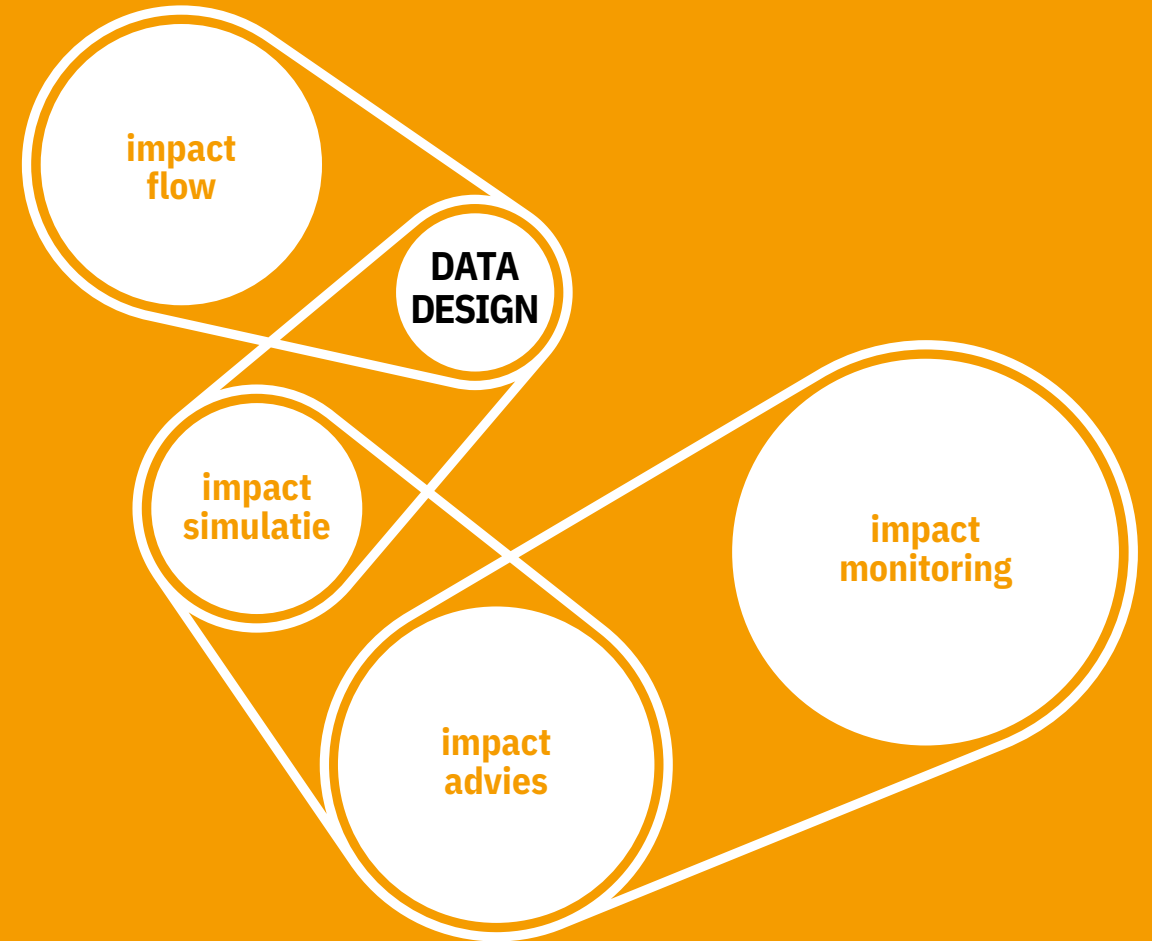 impact
flow
DATA
DESIGN
impact
simulatie
impact
monitoring
impact
advies